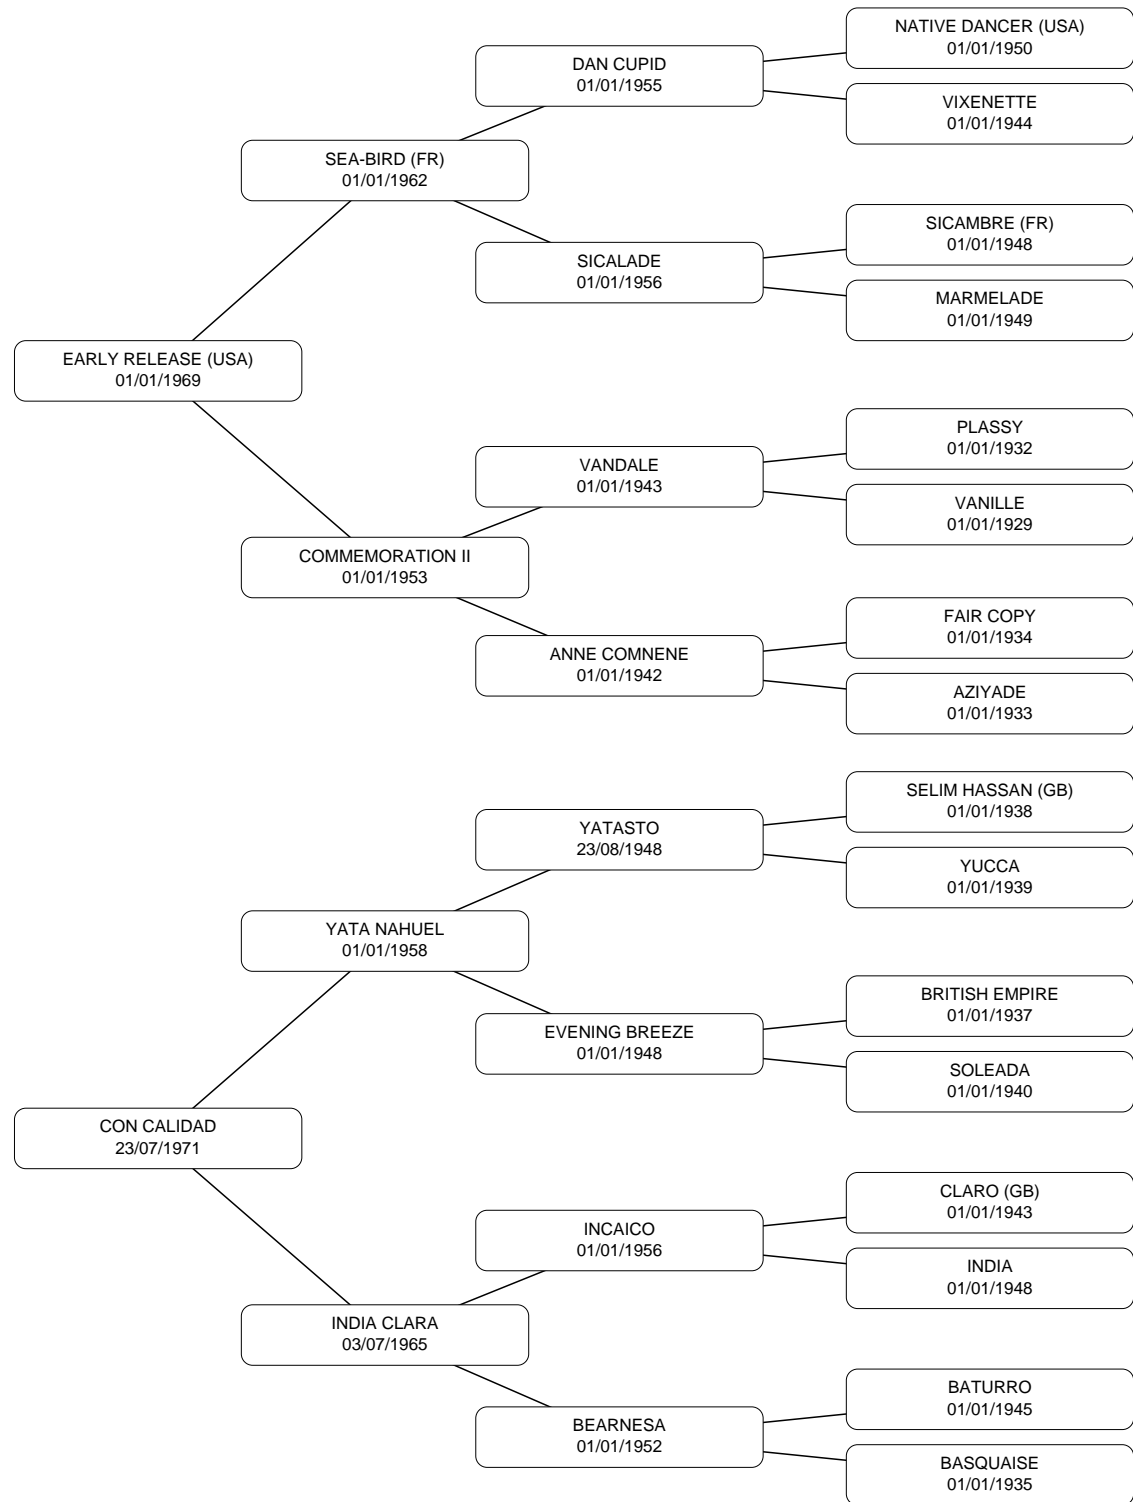 NATIVE DANCER (USA)
01/01/1950
DAN CUPID
01/01/1955
VIXENETTE
01/01/1944
SEA-BIRD (FR)
01/01/1962
SICAMBRE (FR)
01/01/1948
SICALADE
01/01/1956
MARMELADE
01/01/1949
EARLY RELEASE (USA)
01/01/1969
PLASSY
01/01/1932
VANDALE
01/01/1943
VANILLE
01/01/1929
COMMEMORATION II
01/01/1953
FAIR COPY
01/01/1934
ANNE COMNENE
01/01/1942
AZIYADE
01/01/1933
SELIM HASSAN (GB)
01/01/1938
YATASTO
23/08/1948
YUCCA
01/01/1939
YATA NAHUEL
01/01/1958
BRITISH EMPIRE
01/01/1937
EVENING BREEZE
01/01/1948
SOLEADA
01/01/1940
CON CALIDAD
23/07/1971
CLARO (GB)
01/01/1943
INCAICO
01/01/1956
INDIA
01/01/1948
INDIA CLARA
03/07/1965
BATURRO
01/01/1945
BEARNESA
01/01/1952
BASQUAISE
01/01/1935